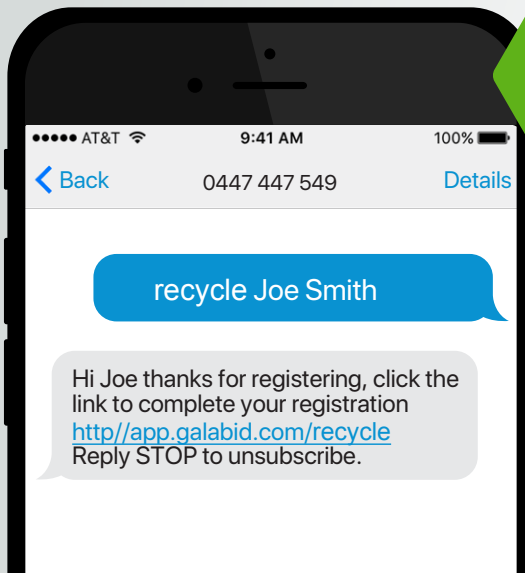 AT&T 9:41 AM 100%
Back 0447 447 549 Details
recycle Joe Smith
Hi Joe thanks for registering, click the
link to complete your registration
http//app.galabid.com/recycle
Reply STOP to unsubscribe.